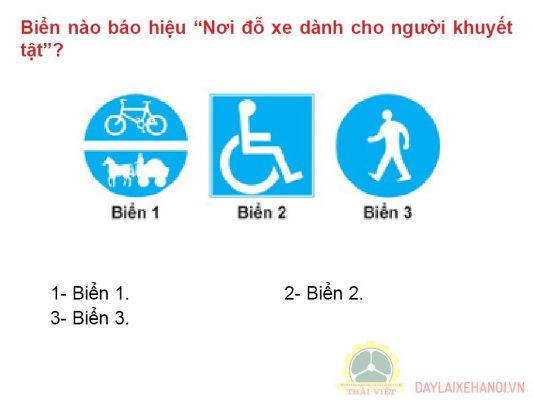 Biển nào báo hiệu “Nơi đỗ xe dành cho người khuyết
tật”?
Biển 1 Biển 2 Biển 3
1- Biển 1. 2- Biển 2.
3- Biển 3.
THÁI VIỆT
DAYLAIXEHANOI.VN